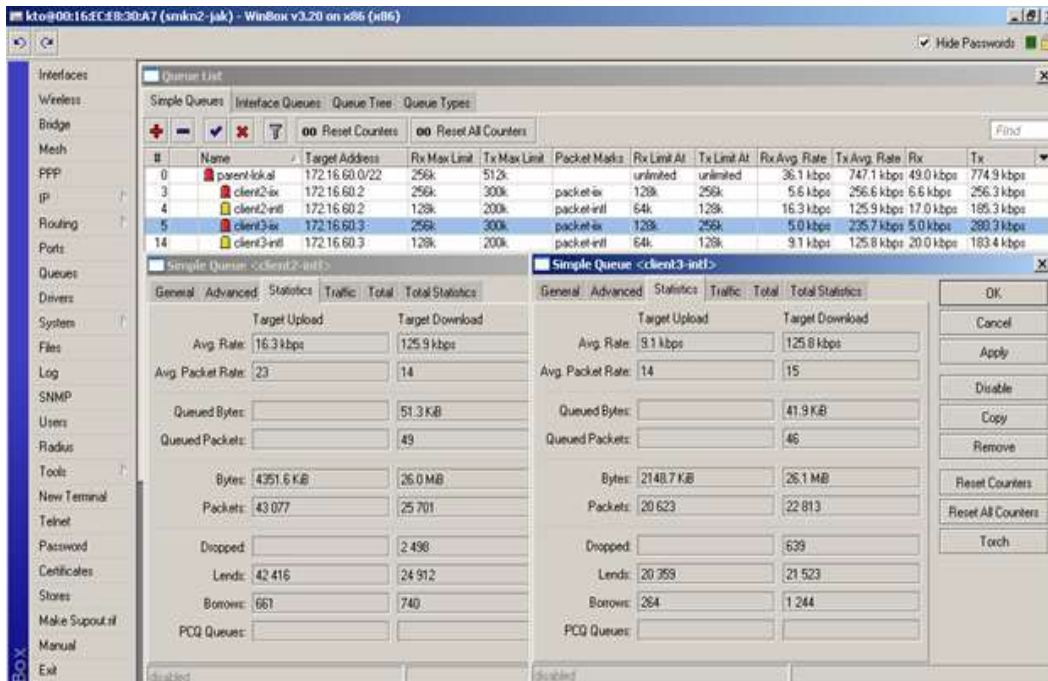 kto@00:16:EC:E8:30:A7 (smkn2-jak) - WinBox v3.20 on x86 (x86)
Hide Passwords
Interfaces
Wireless
Bridge
Mesh
PPP
IP
Routing
Ports
Queues
Drivers
System
Files
Log
SNMP
Users
Radius
Tools
New Terminal
Telnet
Password
Certificates
Stores
Make Supout.rif
Manual
Exit
Box
Queue List
Simple Queues Interface Queues Queue Tree Queue Types
00 Reset Counters 00 Reset All Counters Find
# Name / Target Address Rx Max Limit Tx Max Limit Packet Marks Rx Limit At Tx Limit At Rx Avg. Rate Tx Avg. Rate Rx Tx
0 parent-lokal 172.16.60.0/22 256k 512k unlimited unlimited 36.1 kbps 747.1 kbps 49.0 kbps 774.9 kbps
3 client2-iix 172.16.60.2 256k 300k packet-iix 128k 256k 5.6 kbps 256.6 kbps 6.6 kbps 256.3 kbps
4 client2-intl 172.16.60.2 128k 200k packet-intl 64k 128k 16.3 kbps 125.9 kbps 17.0 kbps 185.3 kbps
5 client3-iix 172.16.60.3 256k 300k packet-iix 128k 256k 5.0 kbps 235.7 kbps 5.0 kbps 280.3 kbps
14 client3-intl 172.16.60.3 128k 200k packet-intl 64k 128k 9.1 kbps 125.8 kbps 20.0 kbps 183.4 kbps
Simple Queue <client2-intl>
General Advanced Statistics Traffic Total Total Statistics
Target Upload Target Download
Avg. Rate: 16.3 kbps 125.9 kbps
Avg. Packet Rate: 23 14
Queued Bytes: 51.3 KiB
Queued Packets: 49
Bytes: 4351.6 KiB 26.0 MiB
Packets: 43 077 25 701
Dropped: 2 498
Lends: 42 416 24 912
Borrows: 661 740
PCQ Queues:
disabled
Simple Queue <client3-intl>
General Advanced Statistics Traffic Total Total Statistics
Target Upload Target Download
Avg. Rate: 9.1 kbps 125.8 kbps
Avg. Packet Rate: 14 15
Queued Bytes: 41.9 KiB
Queued Packets: 46
Bytes: 2148.7 KiB 26.1 MiB
Packets: 20 623 22 813
Dropped: 639
Lends: 20 359 21 523
Borrows: 264 1 244
PCQ Queues:
disabled
OK
Cancel
Apply
Disable
Copy
Remove
Reset Counters
Reset All Counters
Torch